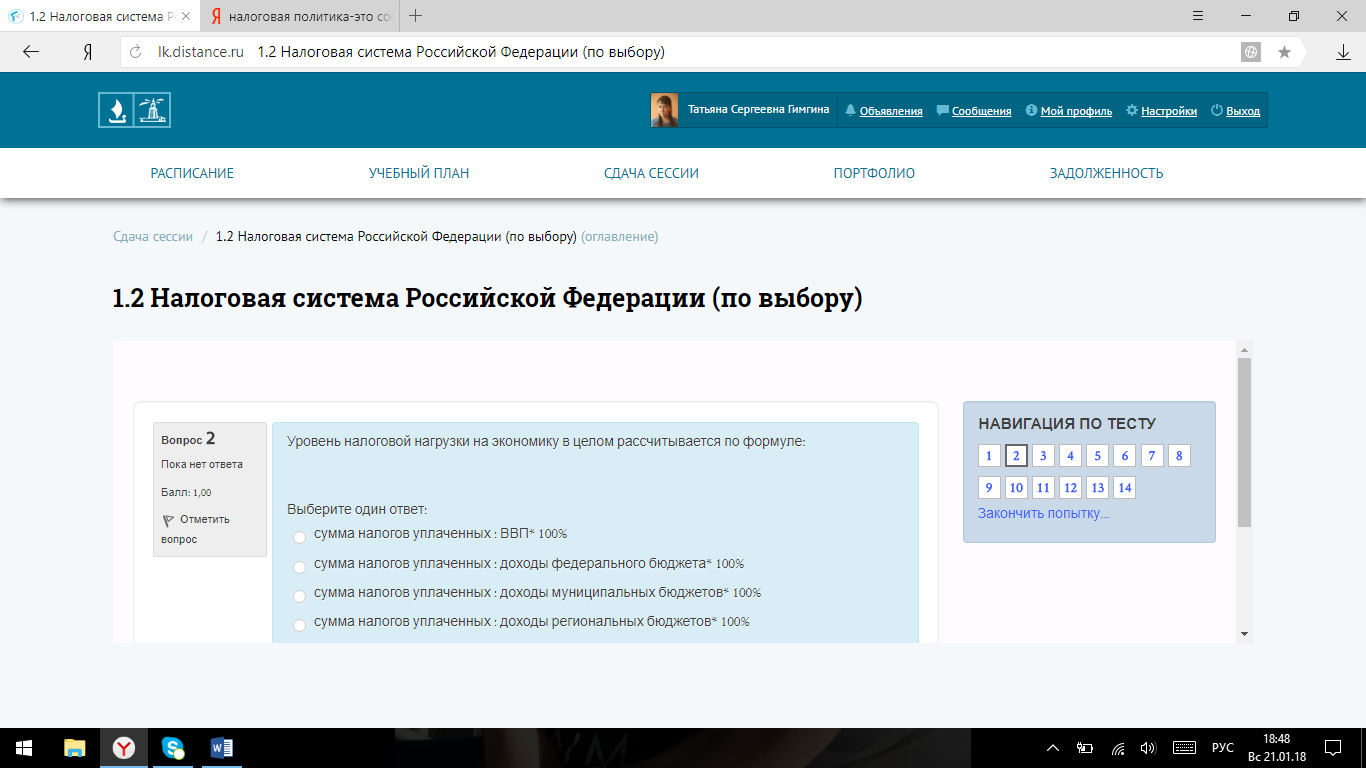 1.2 Налоговая система Р
налоговая политика-это со
lk.distance.ru 1.2 Налоговая система Российской Федерации (по выбору)
Татьяна Сергеевна Гимгина Объявления Сообщения Мой профиль Настройки Выход
РАСПИСАНИЕ УЧЕБНЫЙ ПЛАН СДАЧА СЕССИИ ПОРТФОЛИО ЗАДОЛЖЕННОСТЬ
Сдача сессии / 1.2 Налоговая система Российской Федерации (по выбору) (оглавление)
1.2 Налоговая система Российской Федерации (по выбору)
Вопрос 2
Пока нет ответа
Балл: 1,00
Отметить
вопрос
Уровень налоговой нагрузки на экономику в целом рассчитывается по формуле:
Выберите один ответ:
сумма налогов уплаченных : ВВП* 100%
сумма налогов уплаченных : доходы федерального бюджета* 100%
сумма налогов уплаченных : доходы муниципальных бюджетов* 100%
сумма налогов уплаченных : доходы региональных бюджетов* 100%
НАВИГАЦИЯ ПО ТЕСТУ
1 2 3 4 5 6 7 8
9 10 11 12 13 14
Закончить попытку...
РУС
18:48
Вс 21.01.18